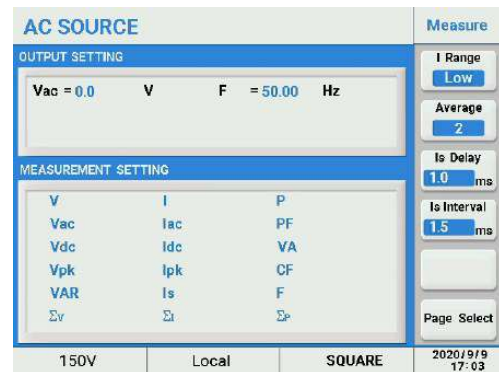 AC SOURCE
Measure
OUTPUT SETTING
Vac = 0.0 V F = 50.00 Hz
I Range
Low
Average
2
MEASUREMENT SETTING
Is Delay
1.0 ms
Is Interval
1.5 ms
V I P
Vac Iac PF
Vdc Idc VA
Vpk Ipk CF
VAR Is F
Σv Σı Σp
Page Select
150V Local SQUARE 2020/9/9
17:03